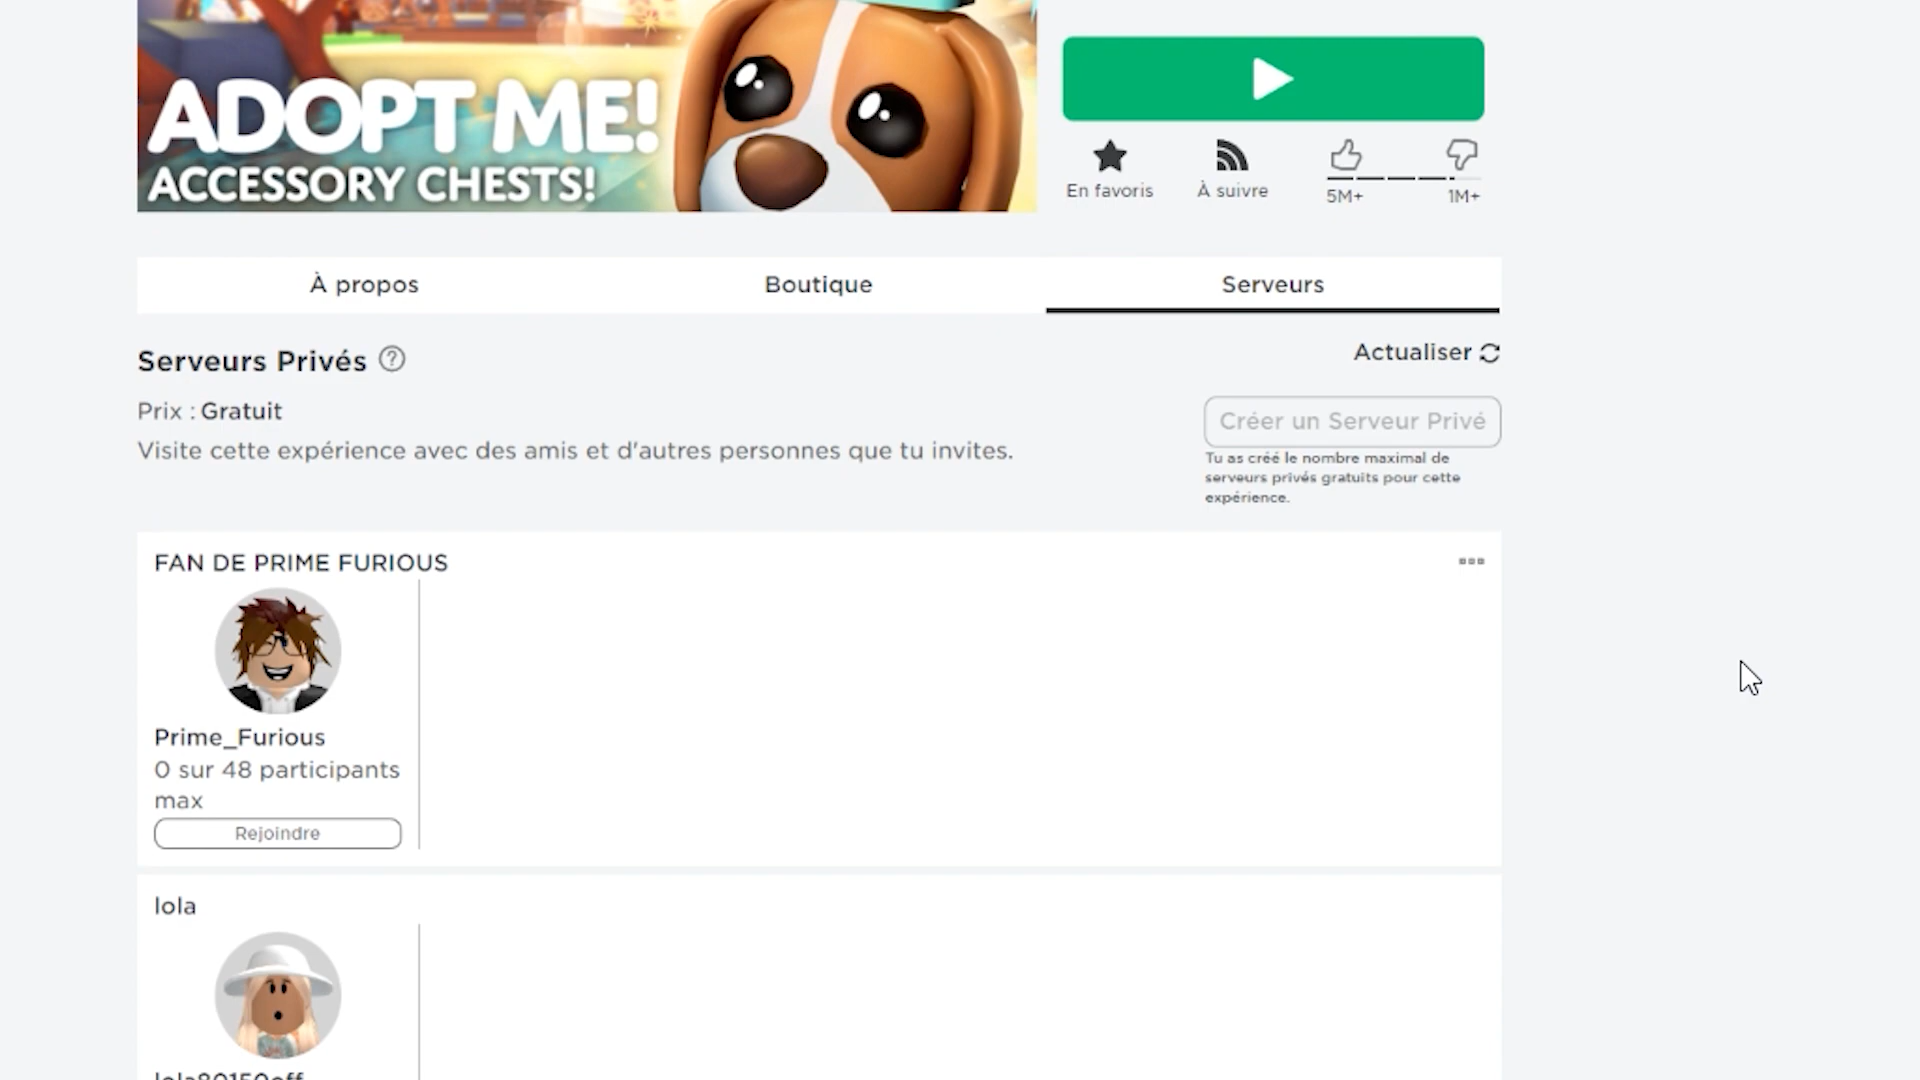 ADOPT ME!
ACCESSORY CHESTS!
En favoris
À suivre
5M+
1M+
À propos
Boutique
Serveurs
Serveurs Privés
Actualiser
Prix : Gratuit
Créer un Serveur Privé
Visite cette expérience avec des amis et d'autres personnes que tu invites.
Tu as créé le nombre maximal de
serveurs privés gratuits pour cette
expérience.
FAN DE PRIME FURIOUS
Prime_Furious
0 sur 48 participants
max
Rejoindre
lola